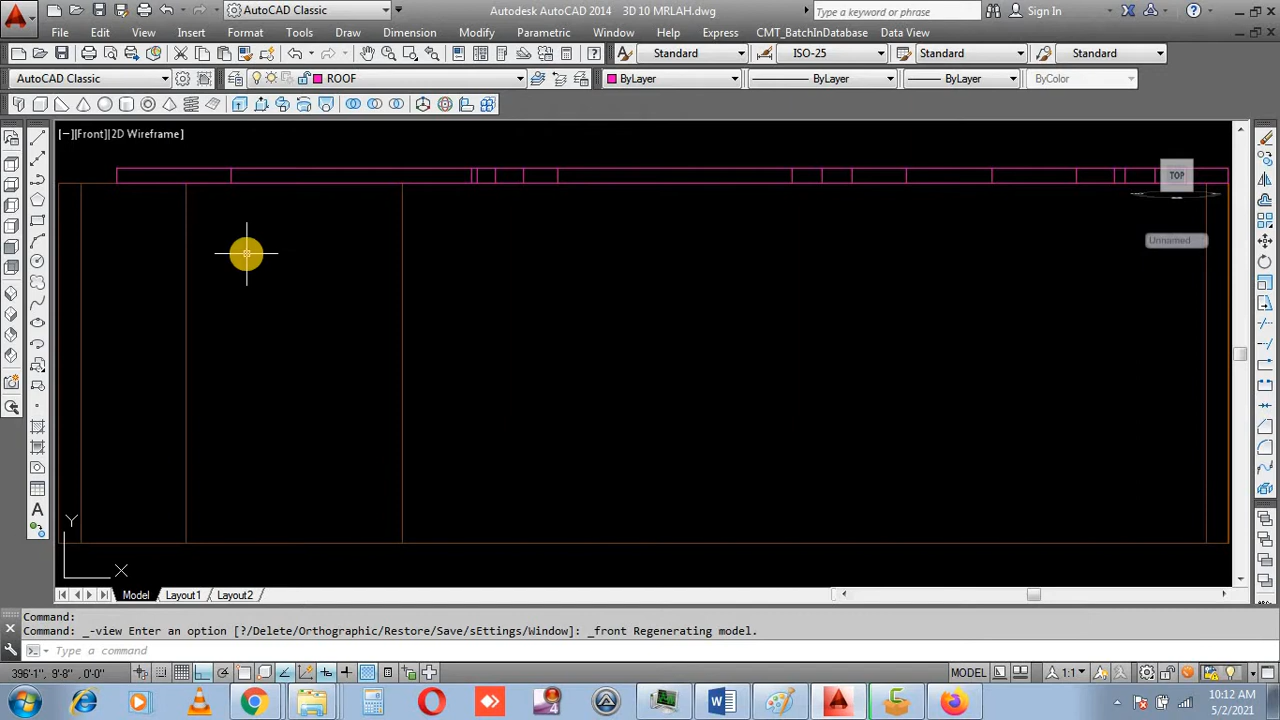 AutoCAD Classic
Autodesk AutoCAD 2014 3D 10 MRLAH.dwg
Type a keyword or phrase
Sign In
File Edit View Insert Format Tools Draw Dimension Modify Parametric Window Help Express CMT_BatchInDatabase Data View
Standard ISO-25 Standard Standard
AutoCAD Classic ROOF ByLayer ByLayer ByLayer ByColor
[−][Front][2D Wireframe]
TOP
Unnamed
Y
X
Model Layout1 Layout2
Command:
Command: _-view Enter an option [?/Delete/Orthographic/Restore/Save/sEttings/Window]: _front Regenerating model.
Type a command
396'-1", 9'-8", 0'-0" MODEL 1:1
10:12 AM
5/2/2021